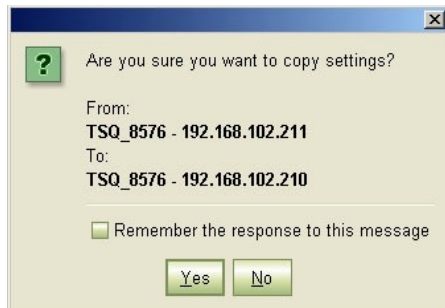 Are you sure you want to copy settings?
From:
TSQ_8576 - 192.168.102.211
To:
TSQ_8576 - 192.168.102.210
Remember the response to this message
Yes No